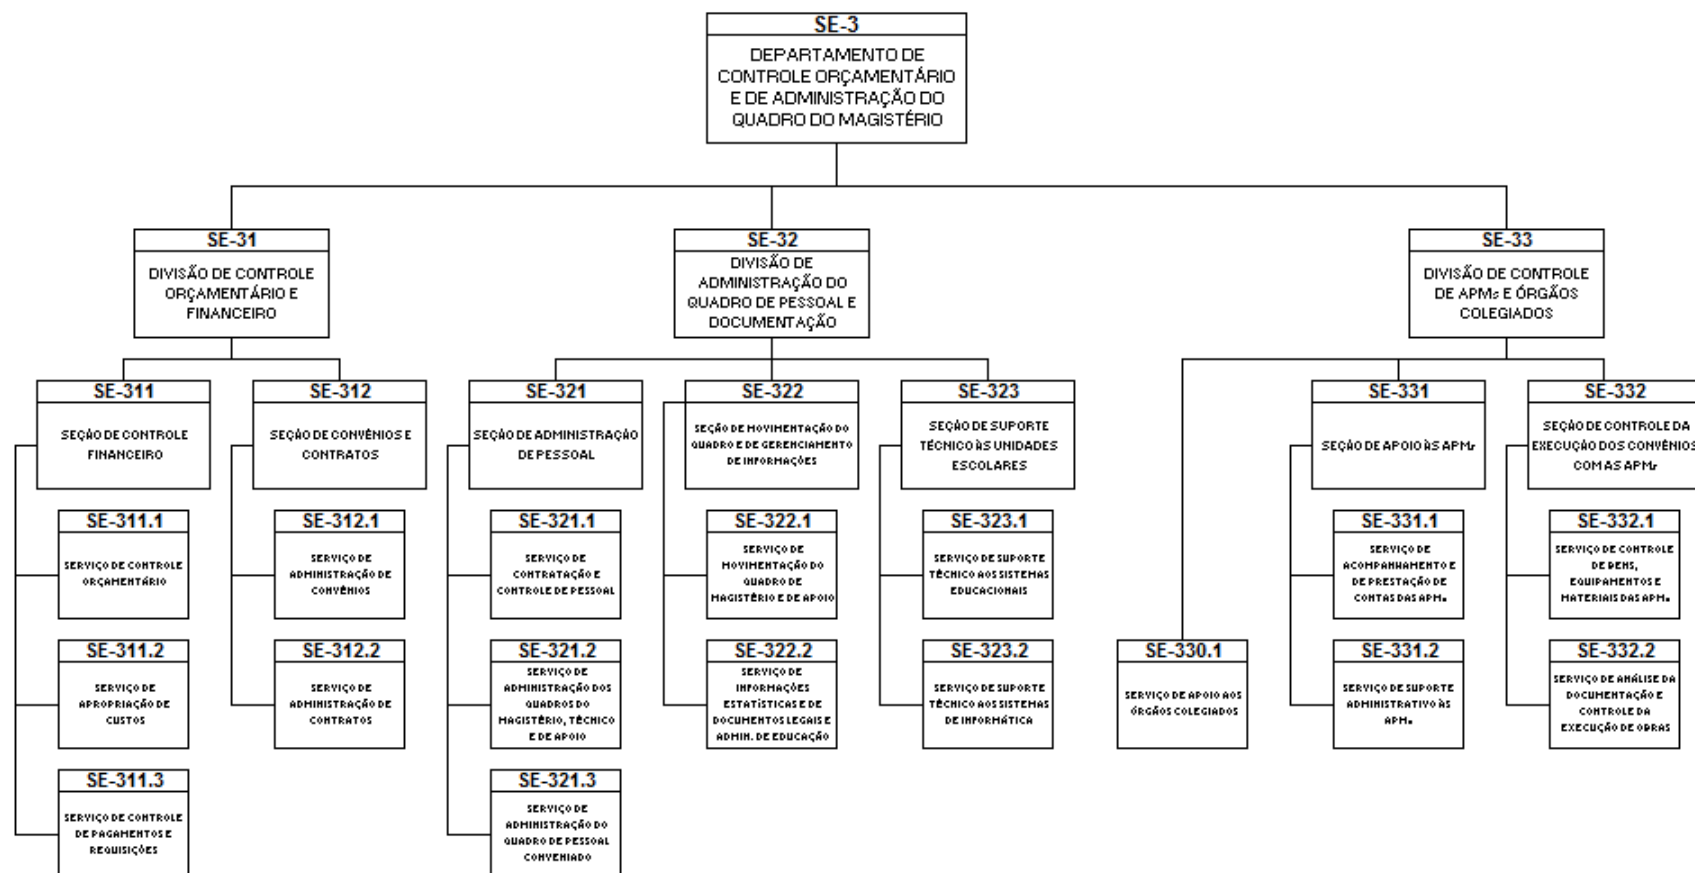 SE-3
DEPARTAMENTO DE
CONTROLE ORÇAMENTÁRIO
E DE ADMINISTRAÇÃO DO
QUADRO DO MAGISTÉRIO
SE-31
DIVISÃO DE CONTROLE
ORÇAMENTÁRIO E
FINANCEIRO
SE-32
DIVISÃO DE
ADMINISTRAÇÃO DO
QUADRO DE PESSOAL E
DOCUMENTAÇÃO
SE-33
DIVISÃO DE CONTROLE
DE APMs E ÓRGÃOS
COLEGIADOS
SE-311
SEÇÃO DE CONTROLE
FINANCEIRO
SE-312
SEÇÃO DE CONVÊNIOS E
CONTRATOS
SE-321
SEÇÃO DE ADMINISTRAÇÃO
DE PESSOAL
SE-322
SEÇÃO DE MOVIMENTAÇÃO DO
QUADRO E DE GERENCIAMENTO
DE INFORMAÇÕES
SE-323
SEÇÃO DE SUPORTE
TÉCNICO ÀS UNIDADES
ESCOLARES
SE-331
SEÇÃO DE APOIO ÀS APMs
SE-332
SEÇÃO DE CONTROLE DA
EXECUÇÃO DOS CONVÊNIOS
COM AS APMs
SE-311.1
SERVIÇO DE CONTROLE
ORÇAMENTÁRIO
SE-312.1
SERVIÇO DE
ADMINISTRAÇÃO DE
CONVÊNIOS
SE-321.1
SERVIÇO DE
CONTRATAÇÃO E
CONTROLE DE PESSOAL
SE-322.1
SERVIÇO DE
MOVIMENTAÇÃO DO
QUADRO DE
MAGISTÉRIO E DE APOIO
SE-323.1
SERVIÇO DE SUPORTE
TÉCNICO AOS SISTEMAS
EDUCACIONAIS
SE-331.1
SERVIÇO DE
ACOMPANHAMENTO E
DE PRESTAÇÃO DE
CONTAS DAS APMs
SE-332.1
SERVIÇO DE CONTROLE
DE BENS,
EQUIPAMENTOS E
MATERIAIS DAS APMs
SE-311.2
SERVIÇO DE
APROPRIAÇÃO DE
CUSTOS
SE-312.2
SERVIÇO DE
ADMINISTRAÇÃO DE
CONTRATOS
SE-321.2
SERVIÇO DE
ADMINISTRAÇÃO DOS
QUADROS DO
MAGISTÉRIO, TÉCNICO
E DE APOIO
SE-322.2
SERVIÇO DE
INFORMAÇÕES
ESTATÍSTICAS E DE
DOCUMENTOS LEGAIS E
ADMIN. DE EDUCAÇÃO
SE-323.2
SERVIÇO DE SUPORTE
TÉCNICO AOS SISTEMAS
DE INFORMÁTICA
SE-330.1
SERVIÇO DE APOIO AOS
ÓRGÃOS COLEGIADOS
SE-331.2
SERVIÇO DE SUPORTE
ADMINISTRATIVO ÀS
APMs
SE-332.2
SERVIÇO DE ANÁLISE DA
DOCUMENTAÇÃO E
CONTROLE DA
EXECUÇÃO DE OBRAS
SE-311.3
SERVIÇO DE CONTROLE
DE PAGAMENTOS E
REQUISIÇÕES
SE-321.3
SERVIÇO DE
ADMINISTRAÇÃO DO
QUADRO DE PESSOAL
CONVENIADO